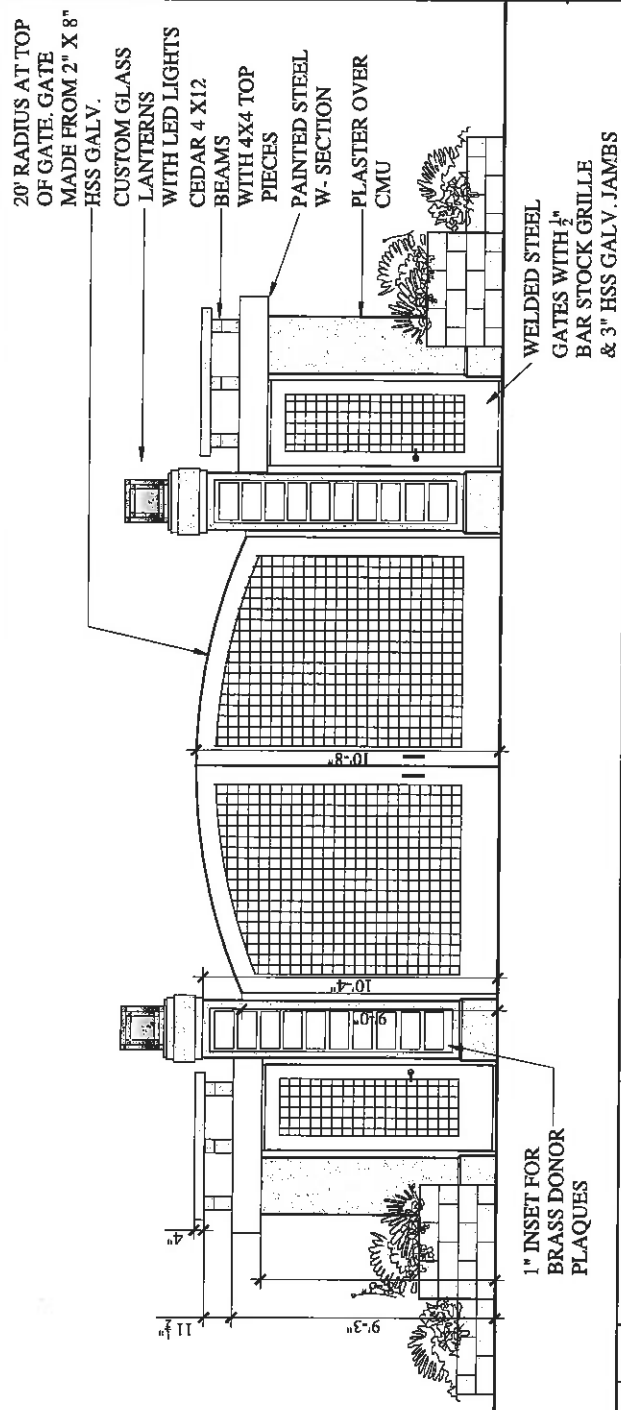 20' RADIUS AT TOP
OF GATE. GATE
MADE FROM 2" X 8"
HSS GALV.
CUSTOM GLASS
LANTERNS
WITH LED LIGHTS
CEDAR 4 X12
BEAMS
WITH 4X4 TOP
PIECES
PAINTED STEEL
W- SECTION
PLASTER OVER
CMU
WELDED STEEL
GATES WITH ½"
BAR STOCK GRILLE
& 3" HSS GALV. JAMBS
1" INSET FOR
BRASS DONOR
PLAQUES
10'-8"
10'-4"
9'-0"
4"
9'-3"